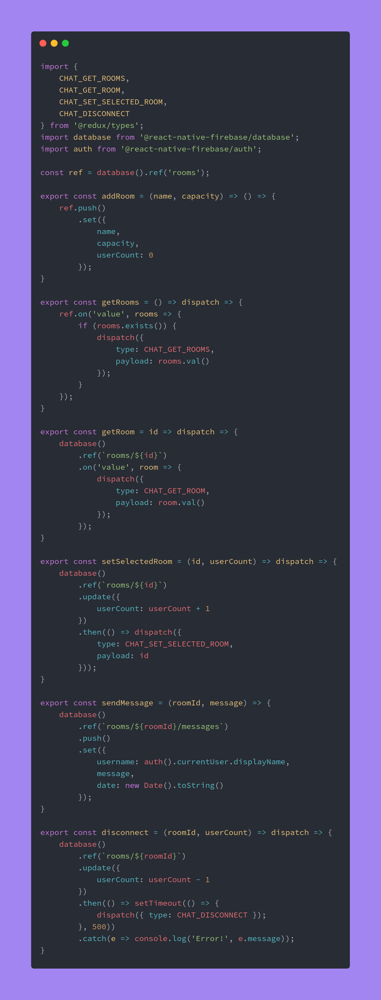 import {
    CHAT_GET_ROOMS,
    CHAT_GET_ROOM,
    CHAT_SET_SELECTED_ROOM,
    CHAT_DISCONNECT
} from '@redux/types';
import database from '@react-native-firebase/database';
import auth from '@react-native-firebase/auth';

const ref = database().ref('rooms');

export const addRoom = (name, capacity) => () => {
    ref.push()
        .set({
            name,
            capacity,
            userCount: 0
        });
}

export const getRooms = () => dispatch => {
    ref.on('value', rooms => {
        if (rooms.exists()) {
            dispatch({
                type: CHAT_GET_ROOMS,
                payload: rooms.val()
            });
        }
    });
}

export const getRoom = id => dispatch => {
    database()
        .ref(`rooms/${id}`)
        .on('value', room => {
            dispatch({
                type: CHAT_GET_ROOM,
                payload: room.val()
            });
        });
}

export const setSelectedRoom = (id, userCount) => dispatch => {
    database()
        .ref(`rooms/${id}`)
        .update({
            userCount: userCount + 1
        })
        .then(() => dispatch({
            type: CHAT_SET_SELECTED_ROOM,
            payload: id
        }));
}

export const sendMessage = (roomId, message) => {
    database()
        .ref(`rooms/${roomId}/messages`)
        .push()
        .set({
            username: auth().currentUser.displayName,
            message,
            date: new Date().toString()
        });
}

export const disconnect = (roomId, userCount) => dispatch => {
    database()
        .ref(`rooms/${roomId}`)
        .update({
            userCount: userCount - 1
        })
        .then(() => setTimeout(() => {
            dispatch({ type: CHAT_DISCONNECT });
        }, 500))
        .catch(e => console.log('Error!', e.message));
}